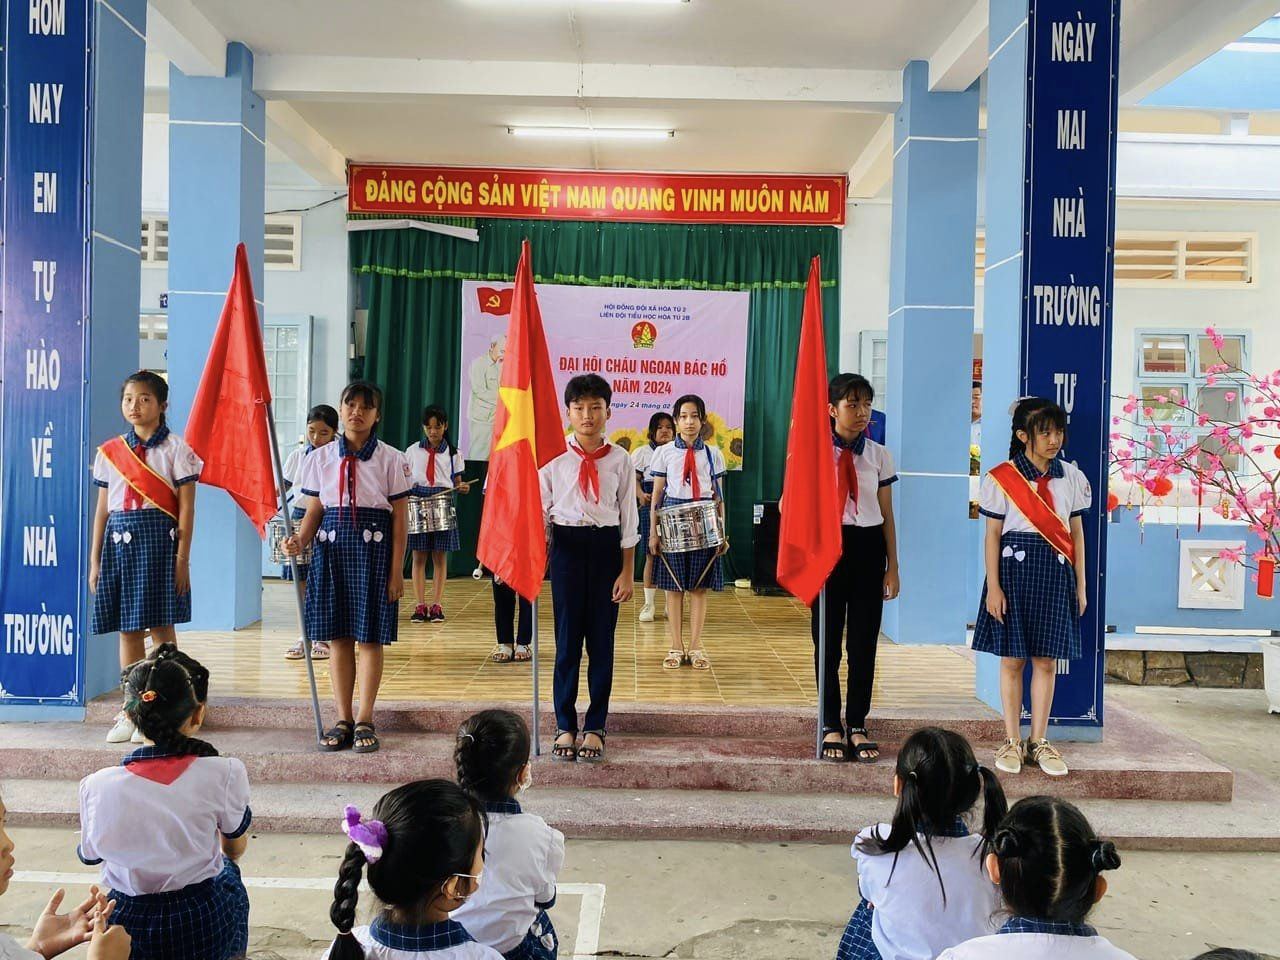 HÔM NAY EM TỰ HÀO VỀ NHÀ TRƯỜNG
ĐẢNG CỘNG SẢN VIỆT NAM QUANG VINH MUÔN NĂM
HỘI ĐỒNG ĐỘI XÃ HÒA TÚ 2
LIÊN ĐỘI TIỂU HỌC HÒA TÚ 2B
ĐẠI HỘI CHÁU NGOAN BÁC HỒ
NĂM 2024
ngày 24 tháng 02
NGÀY MAI NHÀ TRƯỜNG TỰ